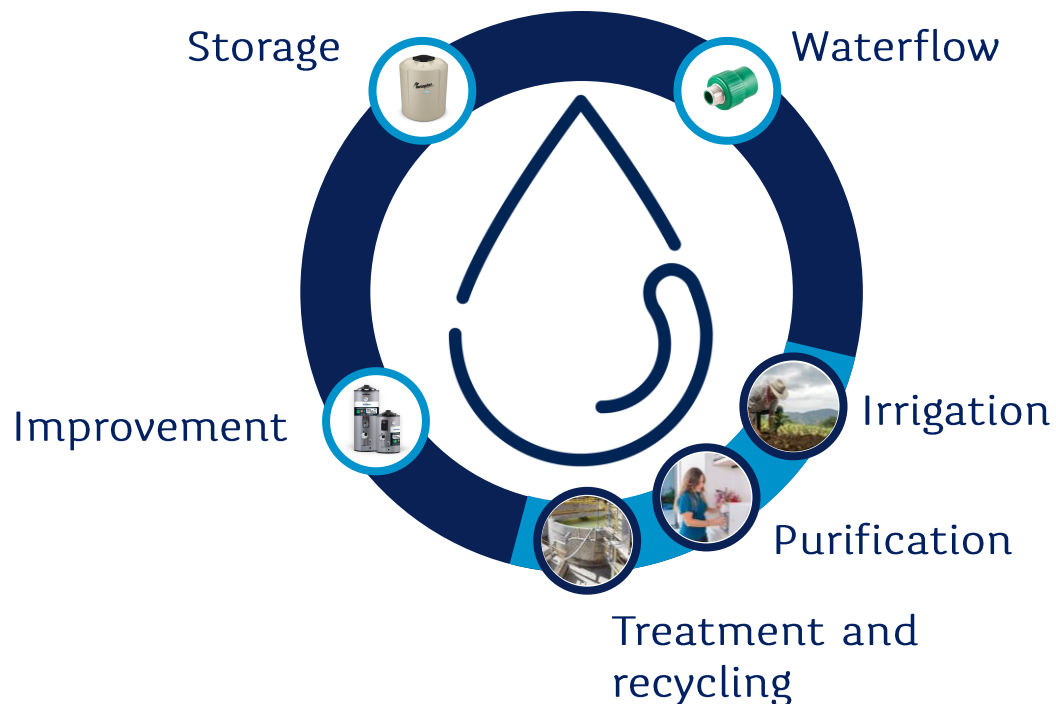 Storage
Waterflow
Improvement
Irrigation
Purification
Treatment and
recycling